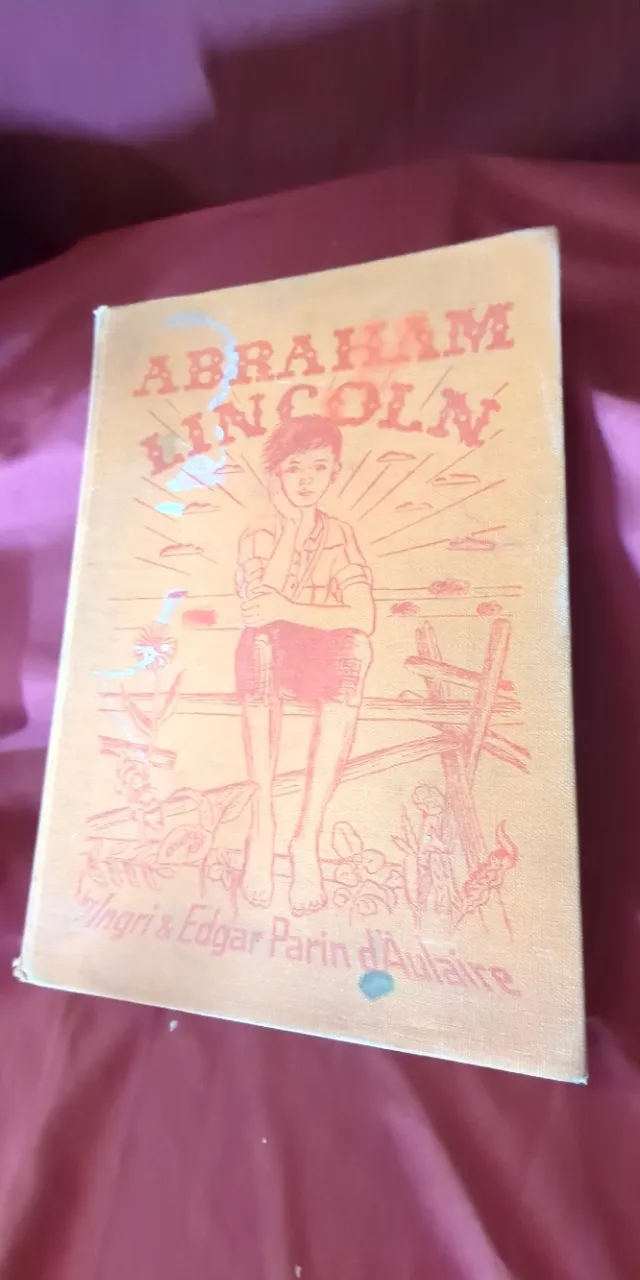 ABRAHAM
LINCOLN
by Ingri & Edgar Parin d'Aulaire